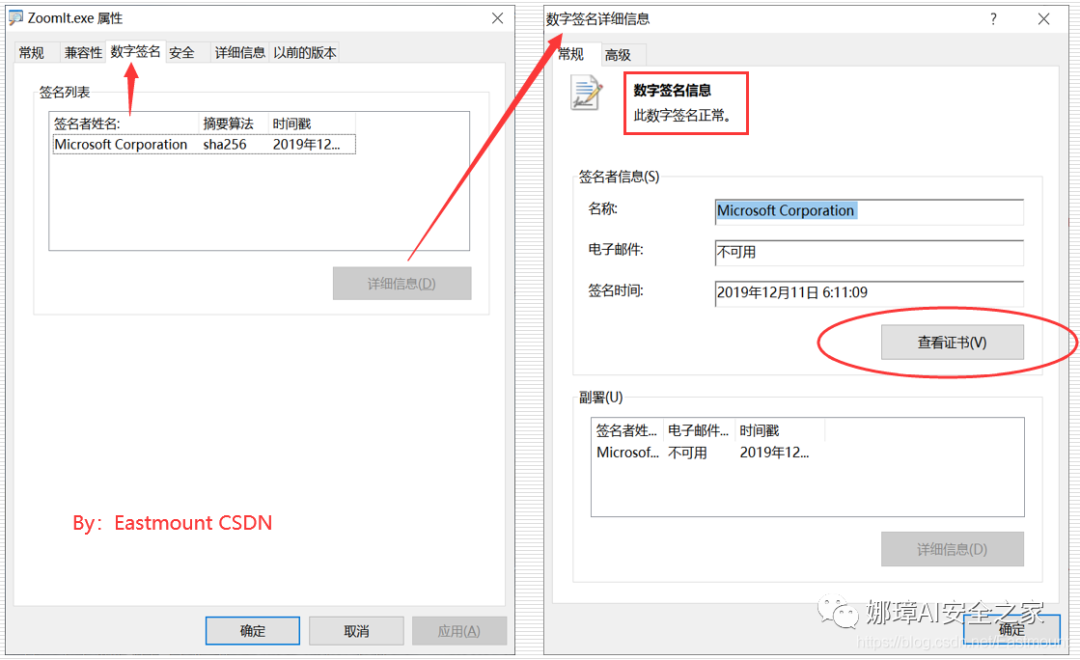 ZoomIt.exe 属性
常规 兼容性 数字签名 安全 详细信息 以前的版本
签名列表
签名者姓名: 摘要算法 时间戳
Microsoft Corporation sha256 2019年12...
详细信息(D)
By：Eastmount CSDN
确定 取消 应用(A)
数字签名详细信息 ?
常规 高级
数字签名信息
此数字签名正常。
签名者信息(S)
名称: Microsoft Corporation
电子邮件: 不可用
签名时间: 2019年12月11日 6:11:09
查看证书(V)
副署(U)
签名者姓... 电子邮件... 时间戳
Microsof... 不可用 2019年12...
详细信息(D)
娜璋AI安全之家
确定